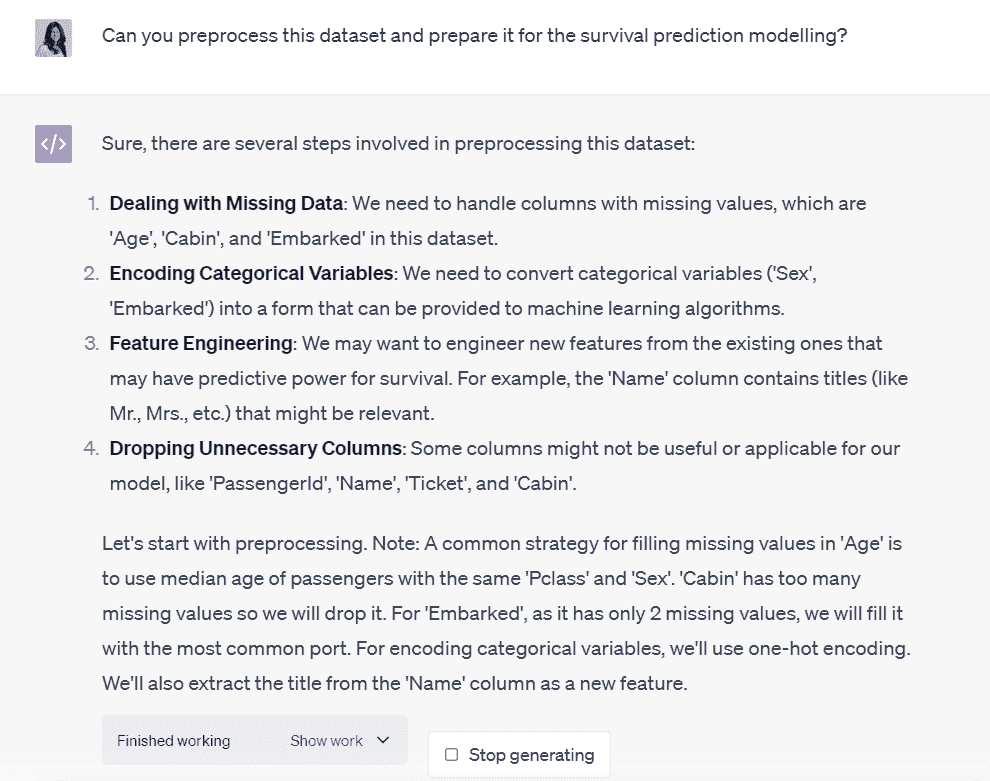 Can you preprocess this dataset and prepare it for the survival prediction modelling?
</>
Sure, there are several steps involved in preprocessing this dataset:
1. Dealing with Missing Data: We need to handle columns with missing values, which are
'Age', 'Cabin', and 'Embarked' in this dataset.
2. Encoding Categorical Variables: We need to convert categorical variables ('Sex',
'Embarked') into a form that can be provided to machine learning algorithms.
3. Feature Engineering: We may want to engineer new features from the existing ones that
may have predictive power for survival. For example, the 'Name' column contains titles (like
Mr., Mrs., etc.) that might be relevant.
4. Dropping Unnecessary Columns: Some columns might not be useful or applicable for our
model, like 'PassengerId', 'Name', 'Ticket', and 'Cabin'.
Let's start with preprocessing. Note: A common strategy for filling missing values in 'Age' is
to use median age of passengers with the same 'Pclass' and 'Sex'. 'Cabin' has too many
missing values so we will drop it. For 'Embarked', as it has only 2 missing values, we will fill it
with the most common port. For encoding categorical variables, we'll use one-hot encoding.
We'll also extract the title from the 'Name' column as a new feature.
Finished working Show work
Stop generating